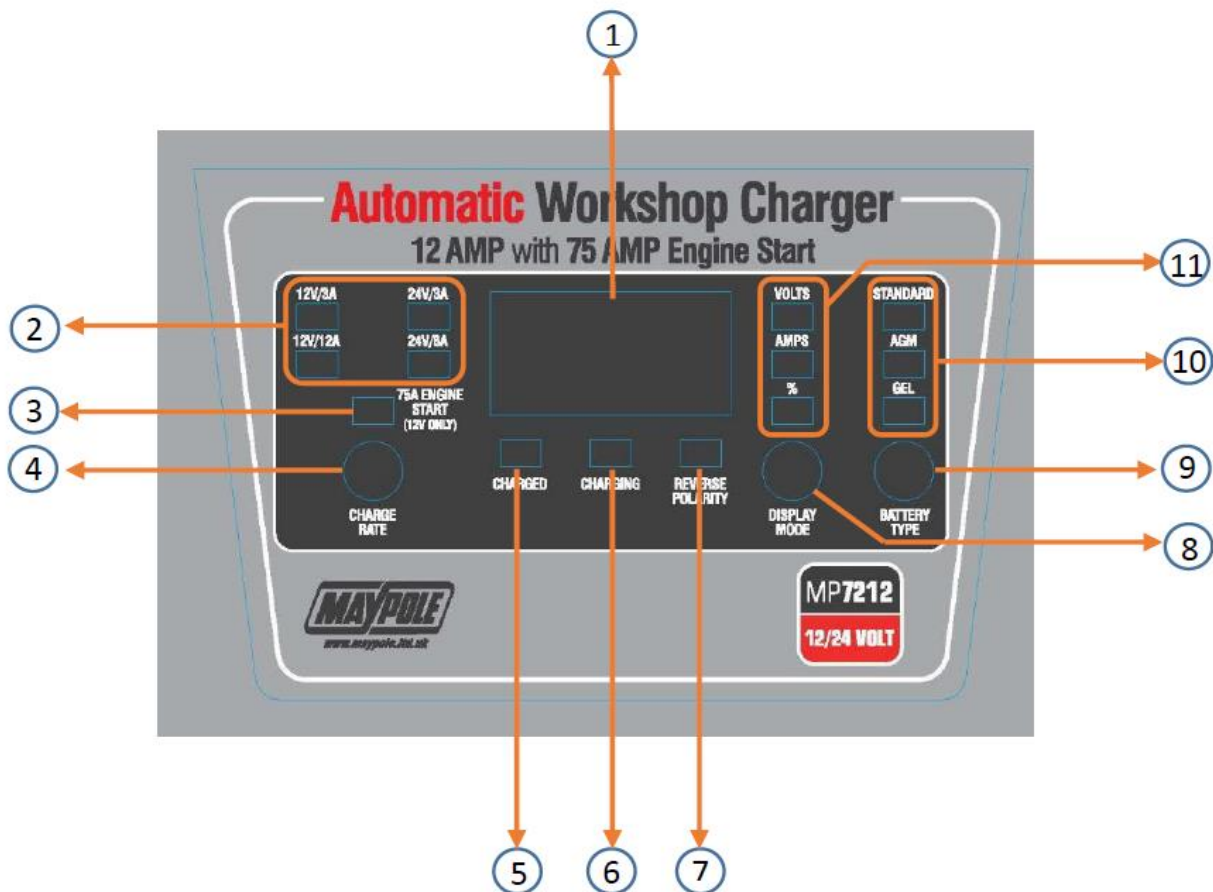 1
Automatic Workshop Charger
12 AMP with 75 AMP Engine Start
12V/3A 24V/3A
12V/12A 24V/8A
75A ENGINE
START
(12V ONLY)
CHARGE
RATE
CHARGED
CHARGING
REVERSE
POLARITY
VOLTS
AMPS
%
DISPLAY
MODE
STANDARD
AGM
GEL
BATTERY
TYPE
2
3
4
11
10
9
8
MAYPOLE
www.maypole.ltd.uk
MP7212
12/24 VOLT
5
6
7